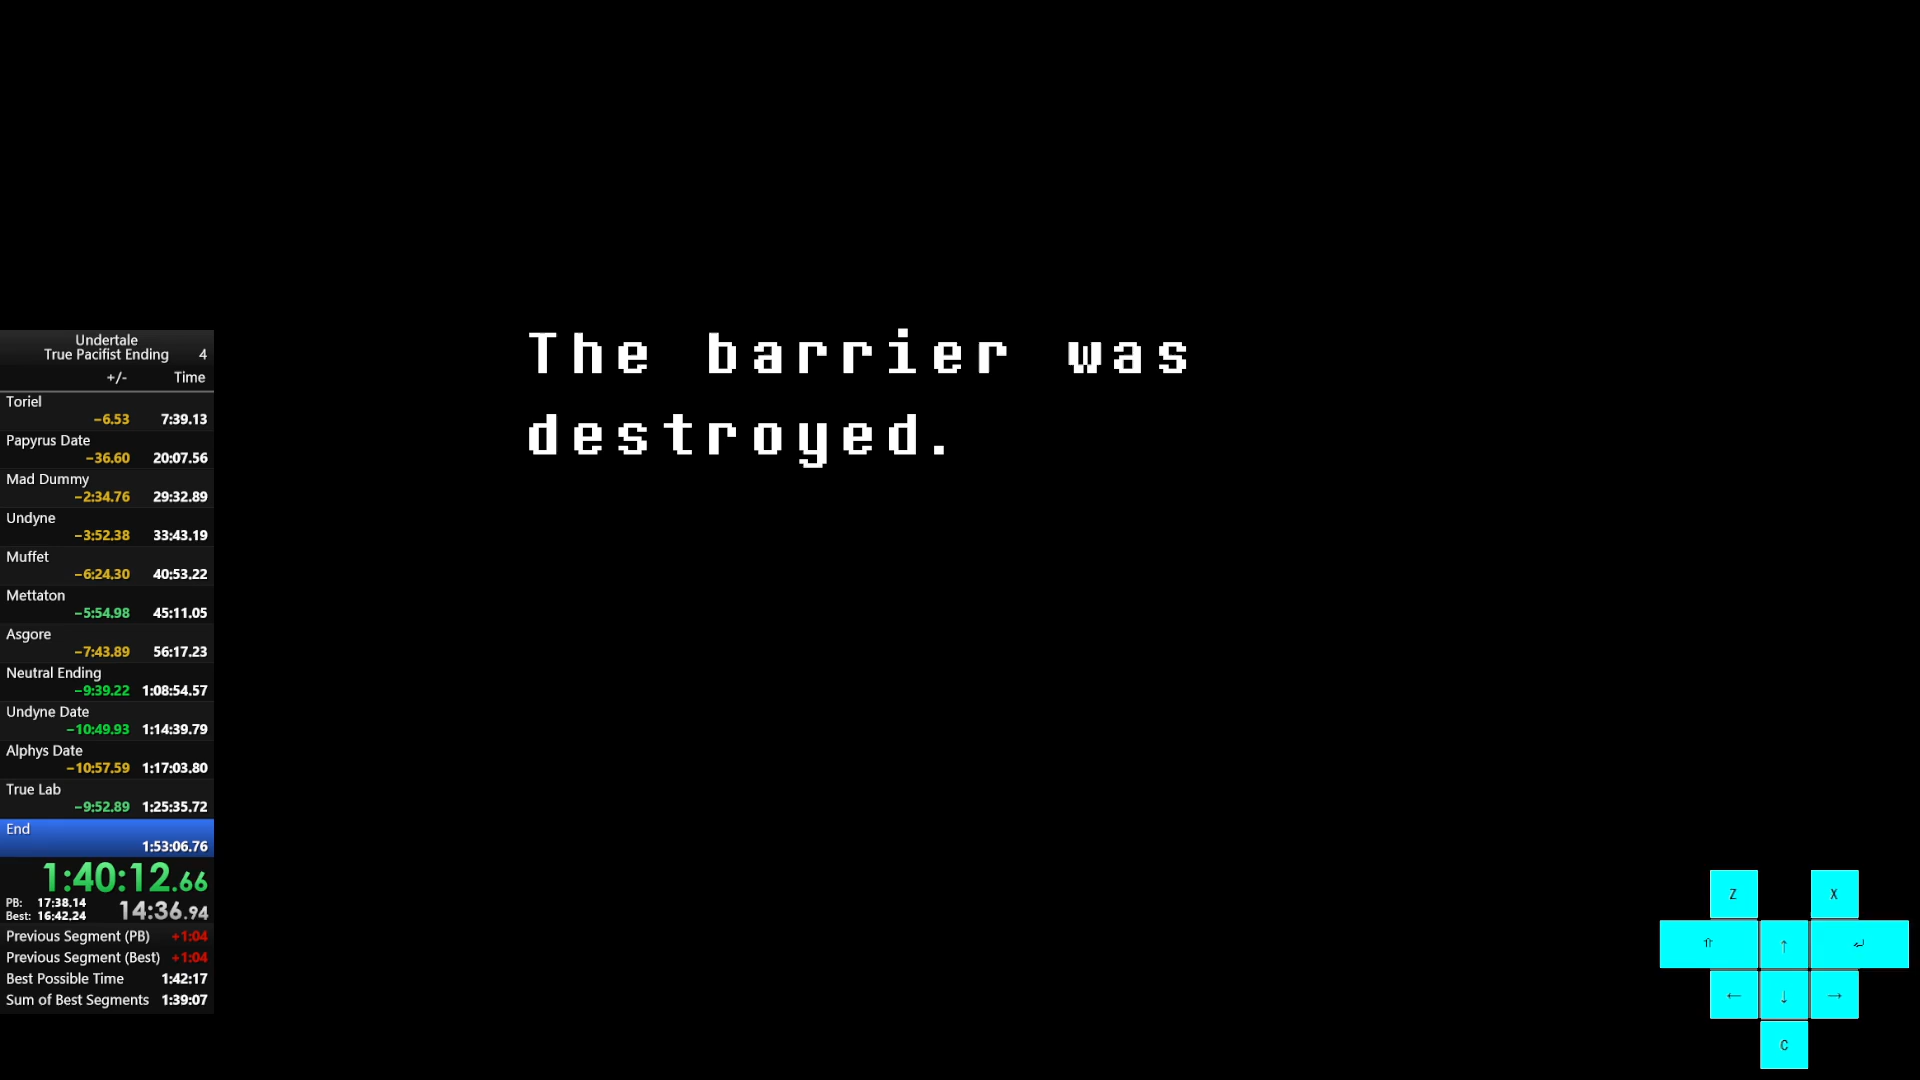 The barrier was
destroyed.
Undertale
True Pacifist Ending 4
+/- Time
Toriel
−6.53 7:39.13
Papyrus Date
−36.60 20:07.56
Mad Dummy
−2:34.76 29:32.89
Undyne
−3:52.38 33:43.19
Muffet
−6:24.30 40:53.22
Mettaton
−5:54.98 45:11.05
Asgore
−7:43.89 56:17.23
Neutral Ending
−9:39.22 1:08:54.57
Undyne Date
−10:49.93 1:14:39.79
Alphys Date
−10:57.59 1:17:03.80
True Lab
−9:52.89 1:25:35.72
End
1:53:06.76
1:40:12.66
PB: 17:38.14
Best: 16:42.24
14:36.94
Previous Segment (PB) +1:04
Previous Segment (Best) +1:04
Best Possible Time 1:42:17
Sum of Best Segments 1:39:07
Z X
⇧ ↑ ↵
← ↓ →
C